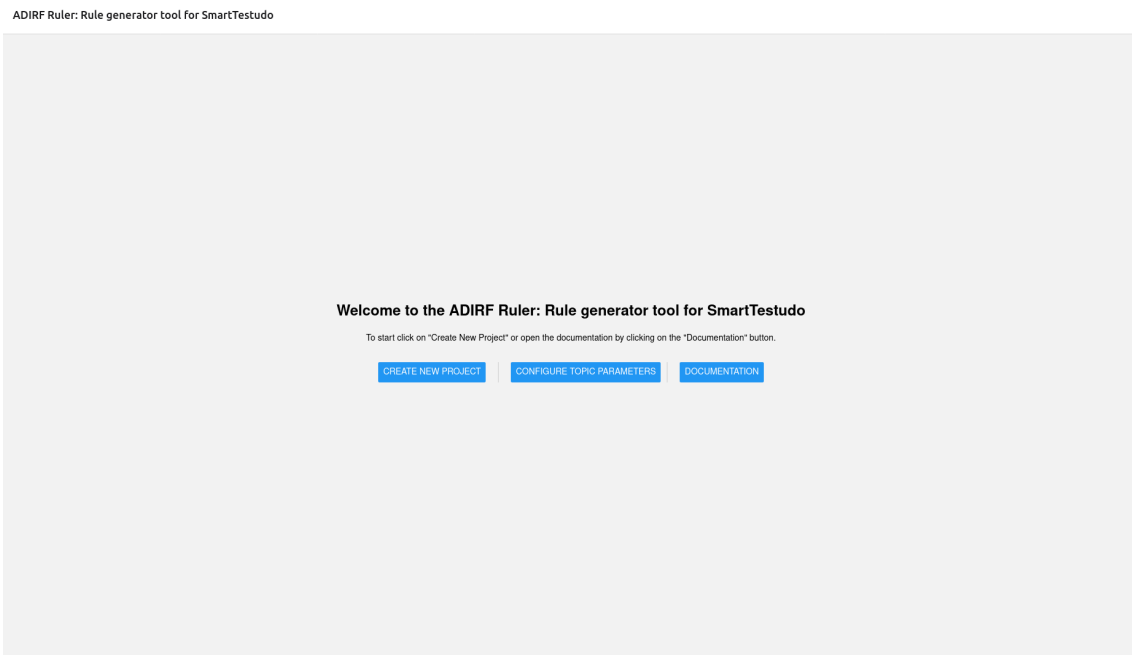 ADIRF Ruler: Rule generator tool for SmartTestudo
Welcome to the ADIRF Ruler: Rule generator tool for SmartTestudo
To start click on "Create New Project" or open the documentation by clicking on the "Documentation" button.
CREATE NEW PROJECT
CONFIGURE TOPIC PARAMETERS
DOCUMENTATION